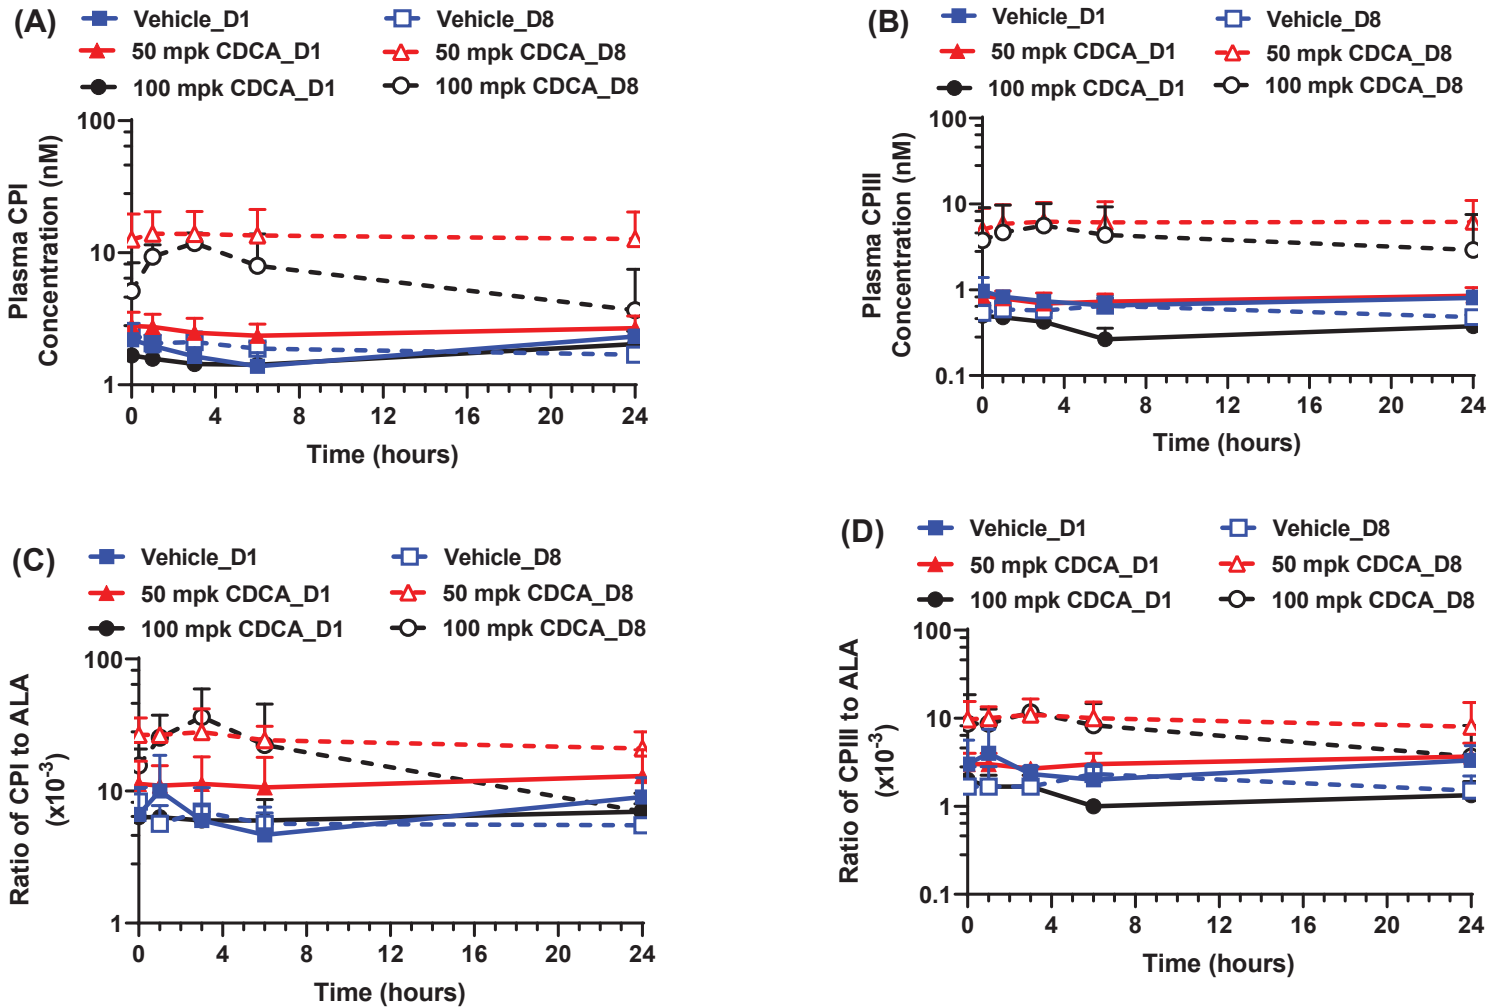 (A)
Vehicle_D1
Vehicle_D8
50 mpk CDCA_D1
50 mpk CDCA_D8
100 mpk CDCA_D1
100 mpk CDCA_D8
Plasma CPI
Concentration (nM)
100
10
1
0 4 8 12 16 20 24
Time (hours)
(B)
Vehicle_D1
Vehicle_D8
50 mpk CDCA_D1
50 mpk CDCA_D8
100 mpk CDCA_D1
100 mpk CDCA_D8
Plasma CPIII
Concentration (nM)
100
10
1
0.1
0 4 8 12 16 20 24
Time (hours)
(C)
Vehicle_D1
Vehicle_D8
50 mpk CDCA_D1
50 mpk CDCA_D8
100 mpk CDCA_D1
100 mpk CDCA_D8
Ratio of CPI to ALA
(x10⁻³)
100
10
1
0 4 8 12 16 20 24
Time (hours)
(D)
Vehicle_D1
Vehicle_D8
50 mpk CDCA_D1
50 mpk CDCA_D8
100 mpk CDCA_D1
100 mpk CDCA_D8
Ratio of CPIII to ALA
(x10⁻³)
100
10
1
0.1
0 4 8 12 16 20 24
Time (hours)